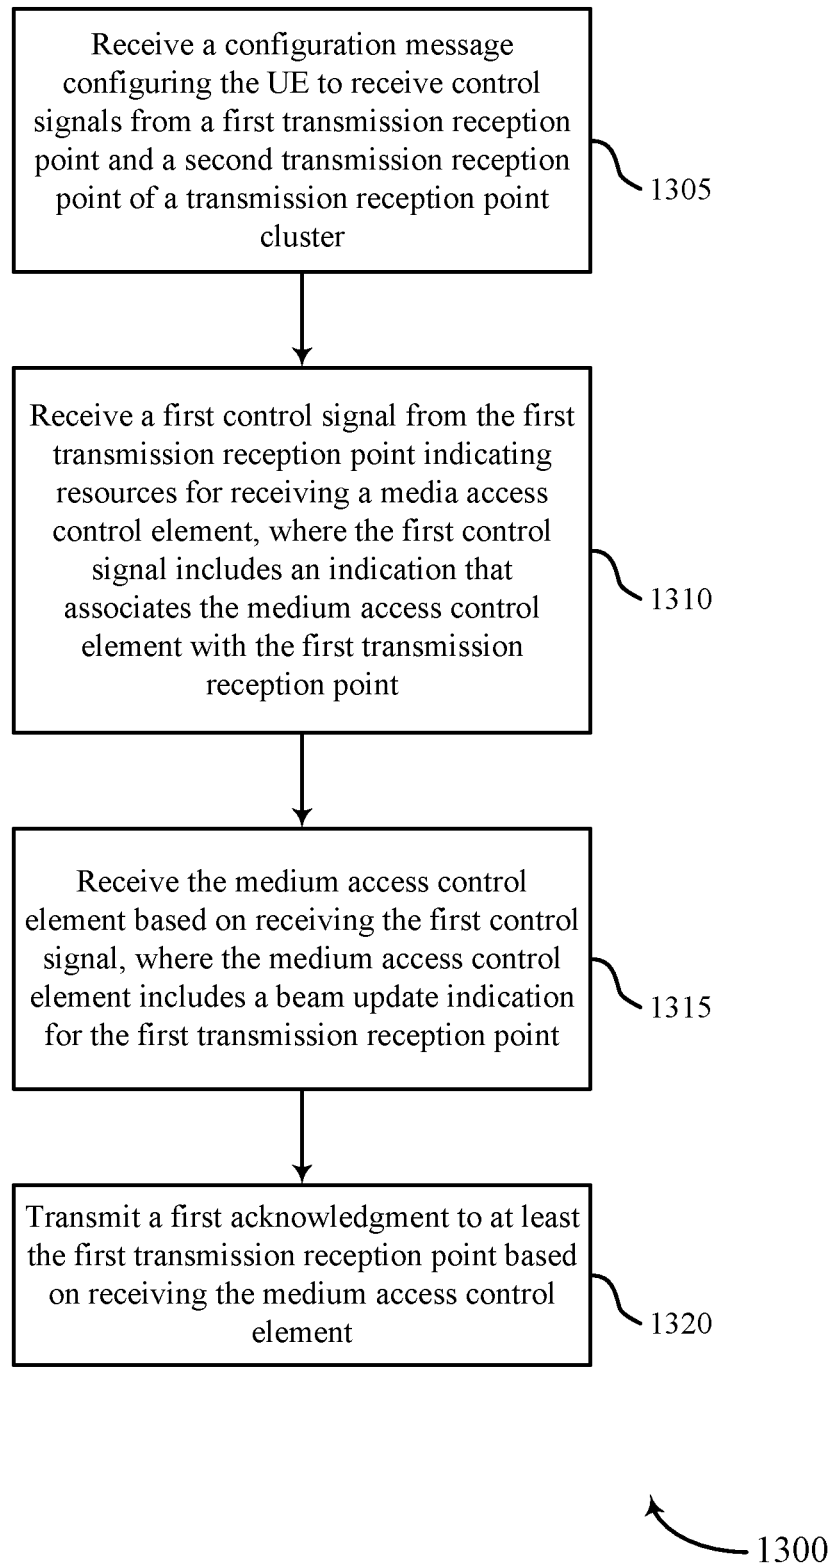 Receive a configuration message
configuring the UE to receive control
signals from a first transmission reception
point and a second transmission reception
point of a transmission reception point
cluster
1305
Receive a first control signal from the first
transmission reception point indicating
resources for receiving a media access
control element, where the first control
signal includes an indication that
associates the medium access control
element with the first transmission
reception point
1310
Receive the medium access control
element based on receiving the first control
signal, where the medium access control
element includes a beam update indication
for the first transmission reception point
1315
Transmit a first acknowledgment to at least
the first transmission reception point based
on receiving the medium access control
element
1320
1300